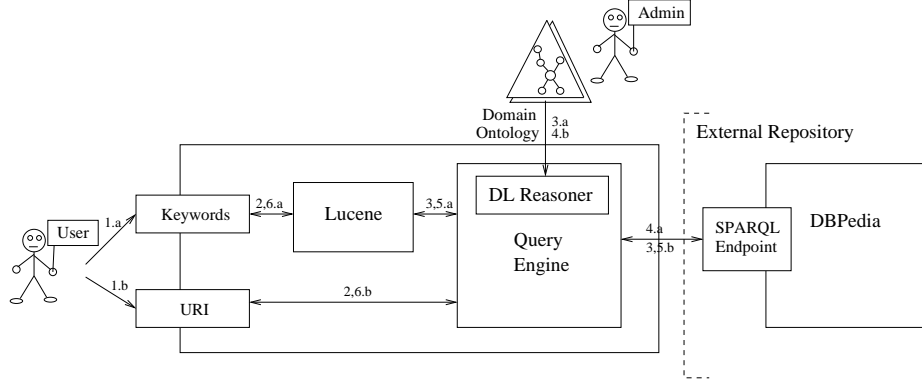 Admin
Domain
Ontology
3.a
4.b
External Repository
DL Reasoner
Keywords
2,6.a
Lucene
3,5.a
1.a
User
Query
Engine
4.a
3,5.b
SPARQL
Endpoint
DBPedia
1.b
URI
2,6.b